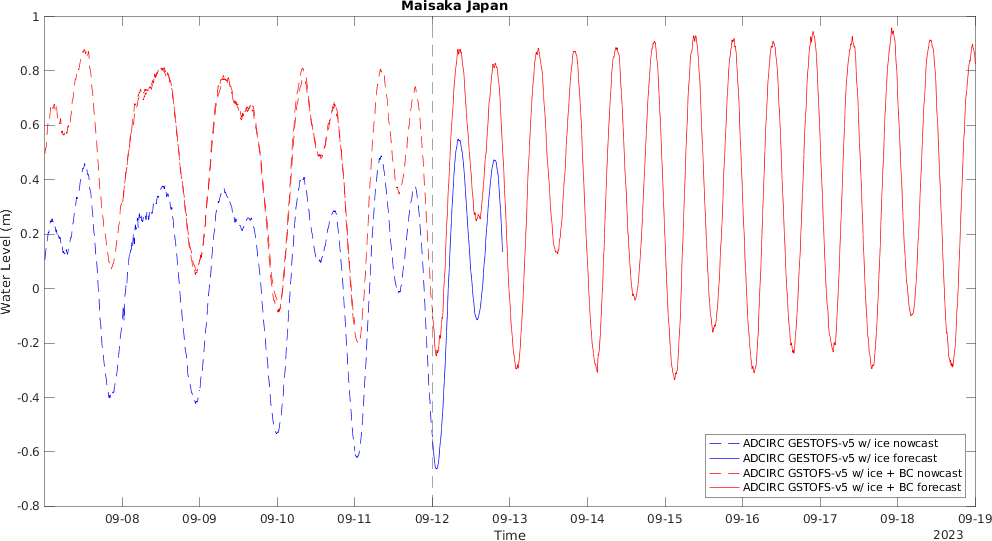 Maisaka Japan
1
0.8
0.6
0.4
0.2
0
-0.2
-0.4
-0.6
-0.8
Water Level (m)
ADCIRC GESTOFS-v5 w/ ice nowcast
ADCIRC GESTOFS-v5 w/ ice forecast
ADCIRC GSTOFS-v5 w/ ice + BC nowcast
ADCIRC GSTOFS-v5 w/ ice + BC forecast
09-08 09-09 09-10 09-11 09-12 09-13 09-14 09-15 09-16 09-17 09-18 09-19
Time
2023